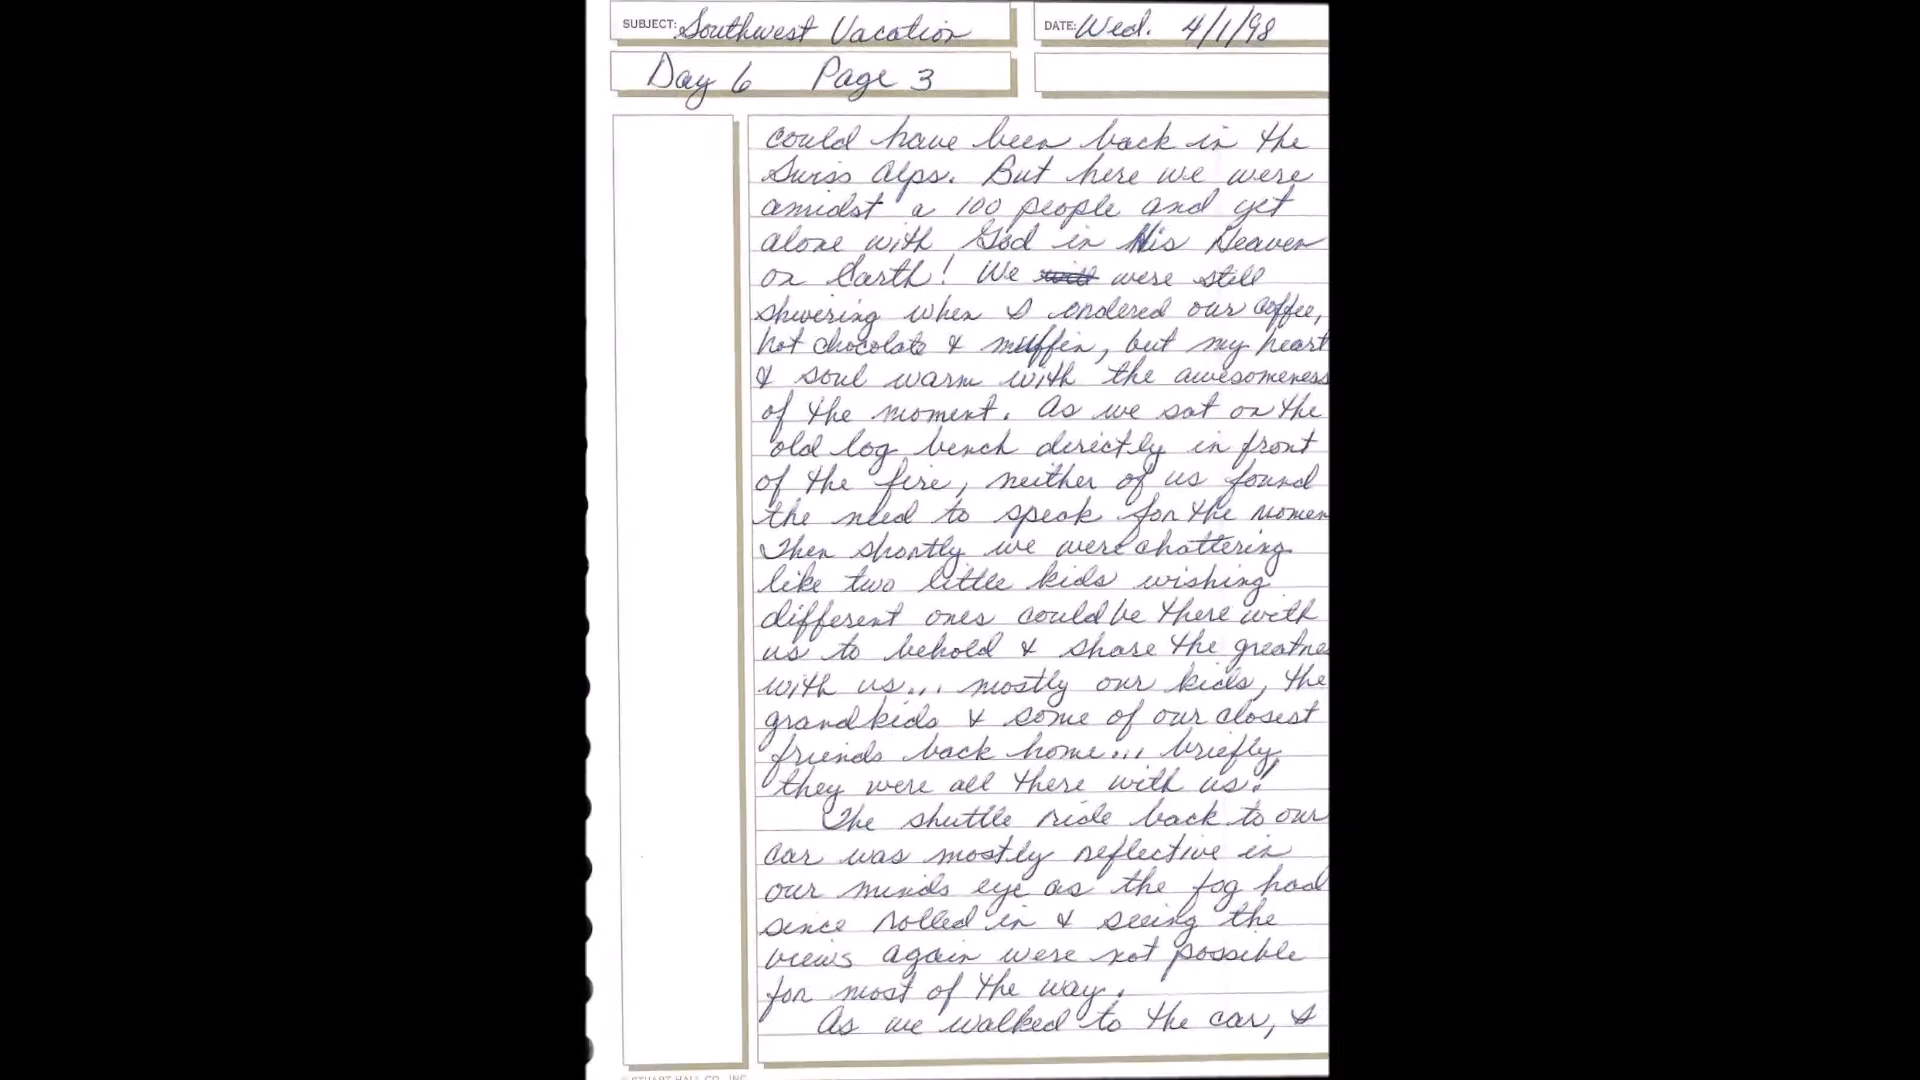 SUBJECT: Southwest Vacation
DATE: Wed. 4/1/98
Day 6 Page 3
could have been back in the
Swiss Alps. But here we were
amidst a 100 people and yet
alone with God in His Heaven
on Earth! We were still
shivering when I ordered our coffee,
hot chocolate & muffin, but my heart
& soul warm with the awesomeness
of the moment. As we sat on the
old log bench directly in front
of the fire, neither of us found
the need to speak for the momen
Then shortly we were chattering
like two little kids wishing
different ones could be there with
us to behold & share the greatne
with us... mostly our kids, the
grandkids & some of our closest
friends back home... briefly
they were all there with us!
The shuttle ride back to our
car was mostly reflective in
our minds eye as the fog had
since rolled in & seeing the
views again were not possible
for most of the way.
As we walked to the car, I